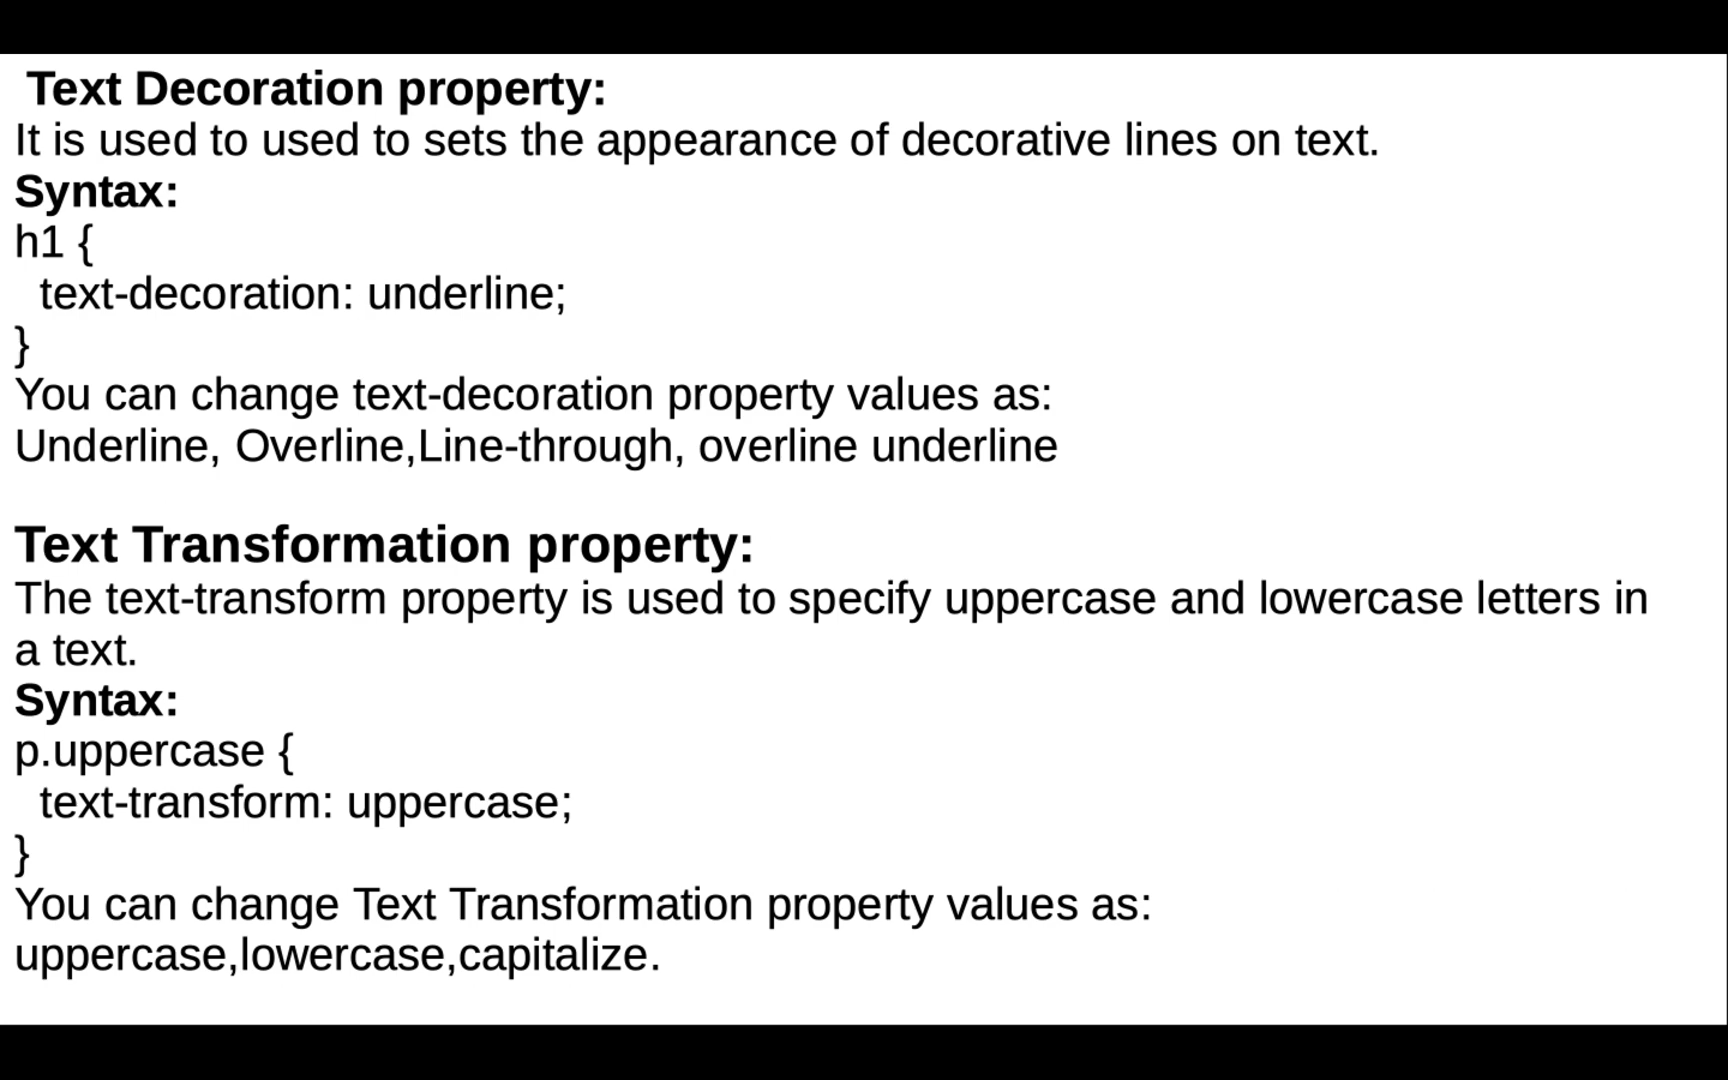 Text Decoration property:
It is used to used to sets the appearance of decorative lines on text.
Syntax:
h1 {
text-decoration: underline;
}
You can change text-decoration property values as:
Underline, Overline,Line-through, overline underline
Text Transformation property:
The text-transform property is used to specify uppercase and lowercase letters in
a text.
Syntax:
p.uppercase {
text-transform: uppercase;
}
You can change Text Transformation property values as:
uppercase,lowercase,capitalize.